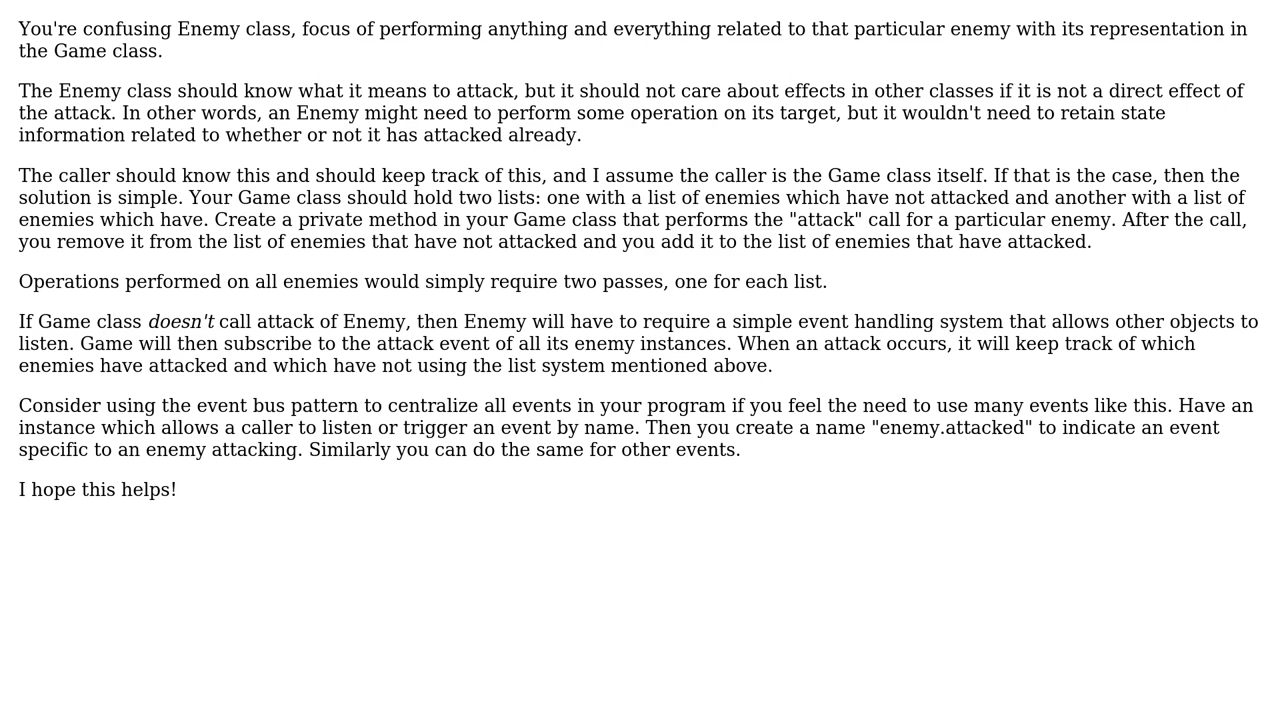 You're confusing Enemy class, focus of performing anything and everything related to that particular enemy with its representation in
the Game class.
The Enemy class should know what it means to attack, but it should not care about effects in other classes if it is not a direct effect of
the attack. In other words, an Enemy might need to perform some operation on its target, but it wouldn't need to retain state
information related to whether or not it has attacked already.
The caller should know this and should keep track of this, and I assume the caller is the Game class itself. If that is the case, then the
solution is simple. Your Game class should hold two lists: one with a list of enemies which have not attacked and another with a list of
enemies which have. Create a private method in your Game class that performs the "attack" call for a particular enemy. After the call,
you remove it from the list of enemies that have not attacked and you add it to the list of enemies that have attacked.
Operations performed on all enemies would simply require two passes, one for each list.
If Game class doesn't call attack of Enemy, then Enemy will have to require a simple event handling system that allows other objects to
listen. Game will then subscribe to the attack event of all its enemy instances. When an attack occurs, it will keep track of which
enemies have attacked and which have not using the list system mentioned above.
Consider using the event bus pattern to centralize all events in your program if you feel the need to use many events like this. Have an
instance which allows a caller to listen or trigger an event by name. Then you create a name "enemy.attacked" to indicate an event
specific to an enemy attacking. Similarly you can do the same for other events.
I hope this helps!